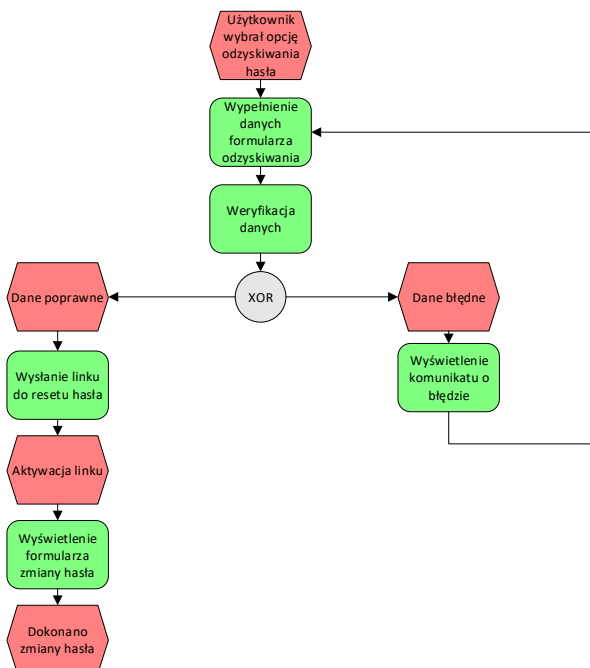 Użytkownik
wybrał opcję
odzyskiwania
hasła
Wypełnienie
danych
formularza
odzyskiwania
Weryfikacja
danych
XOR
Dane poprawne
Dane błędne
Wysłanie linku
do resetu hasła
Wyświetlenie
komunikatu o
błędzie
Aktywacja linku
Wyświetlenie
formularza
zmiany hasła
Dokonano
zmiany hasła